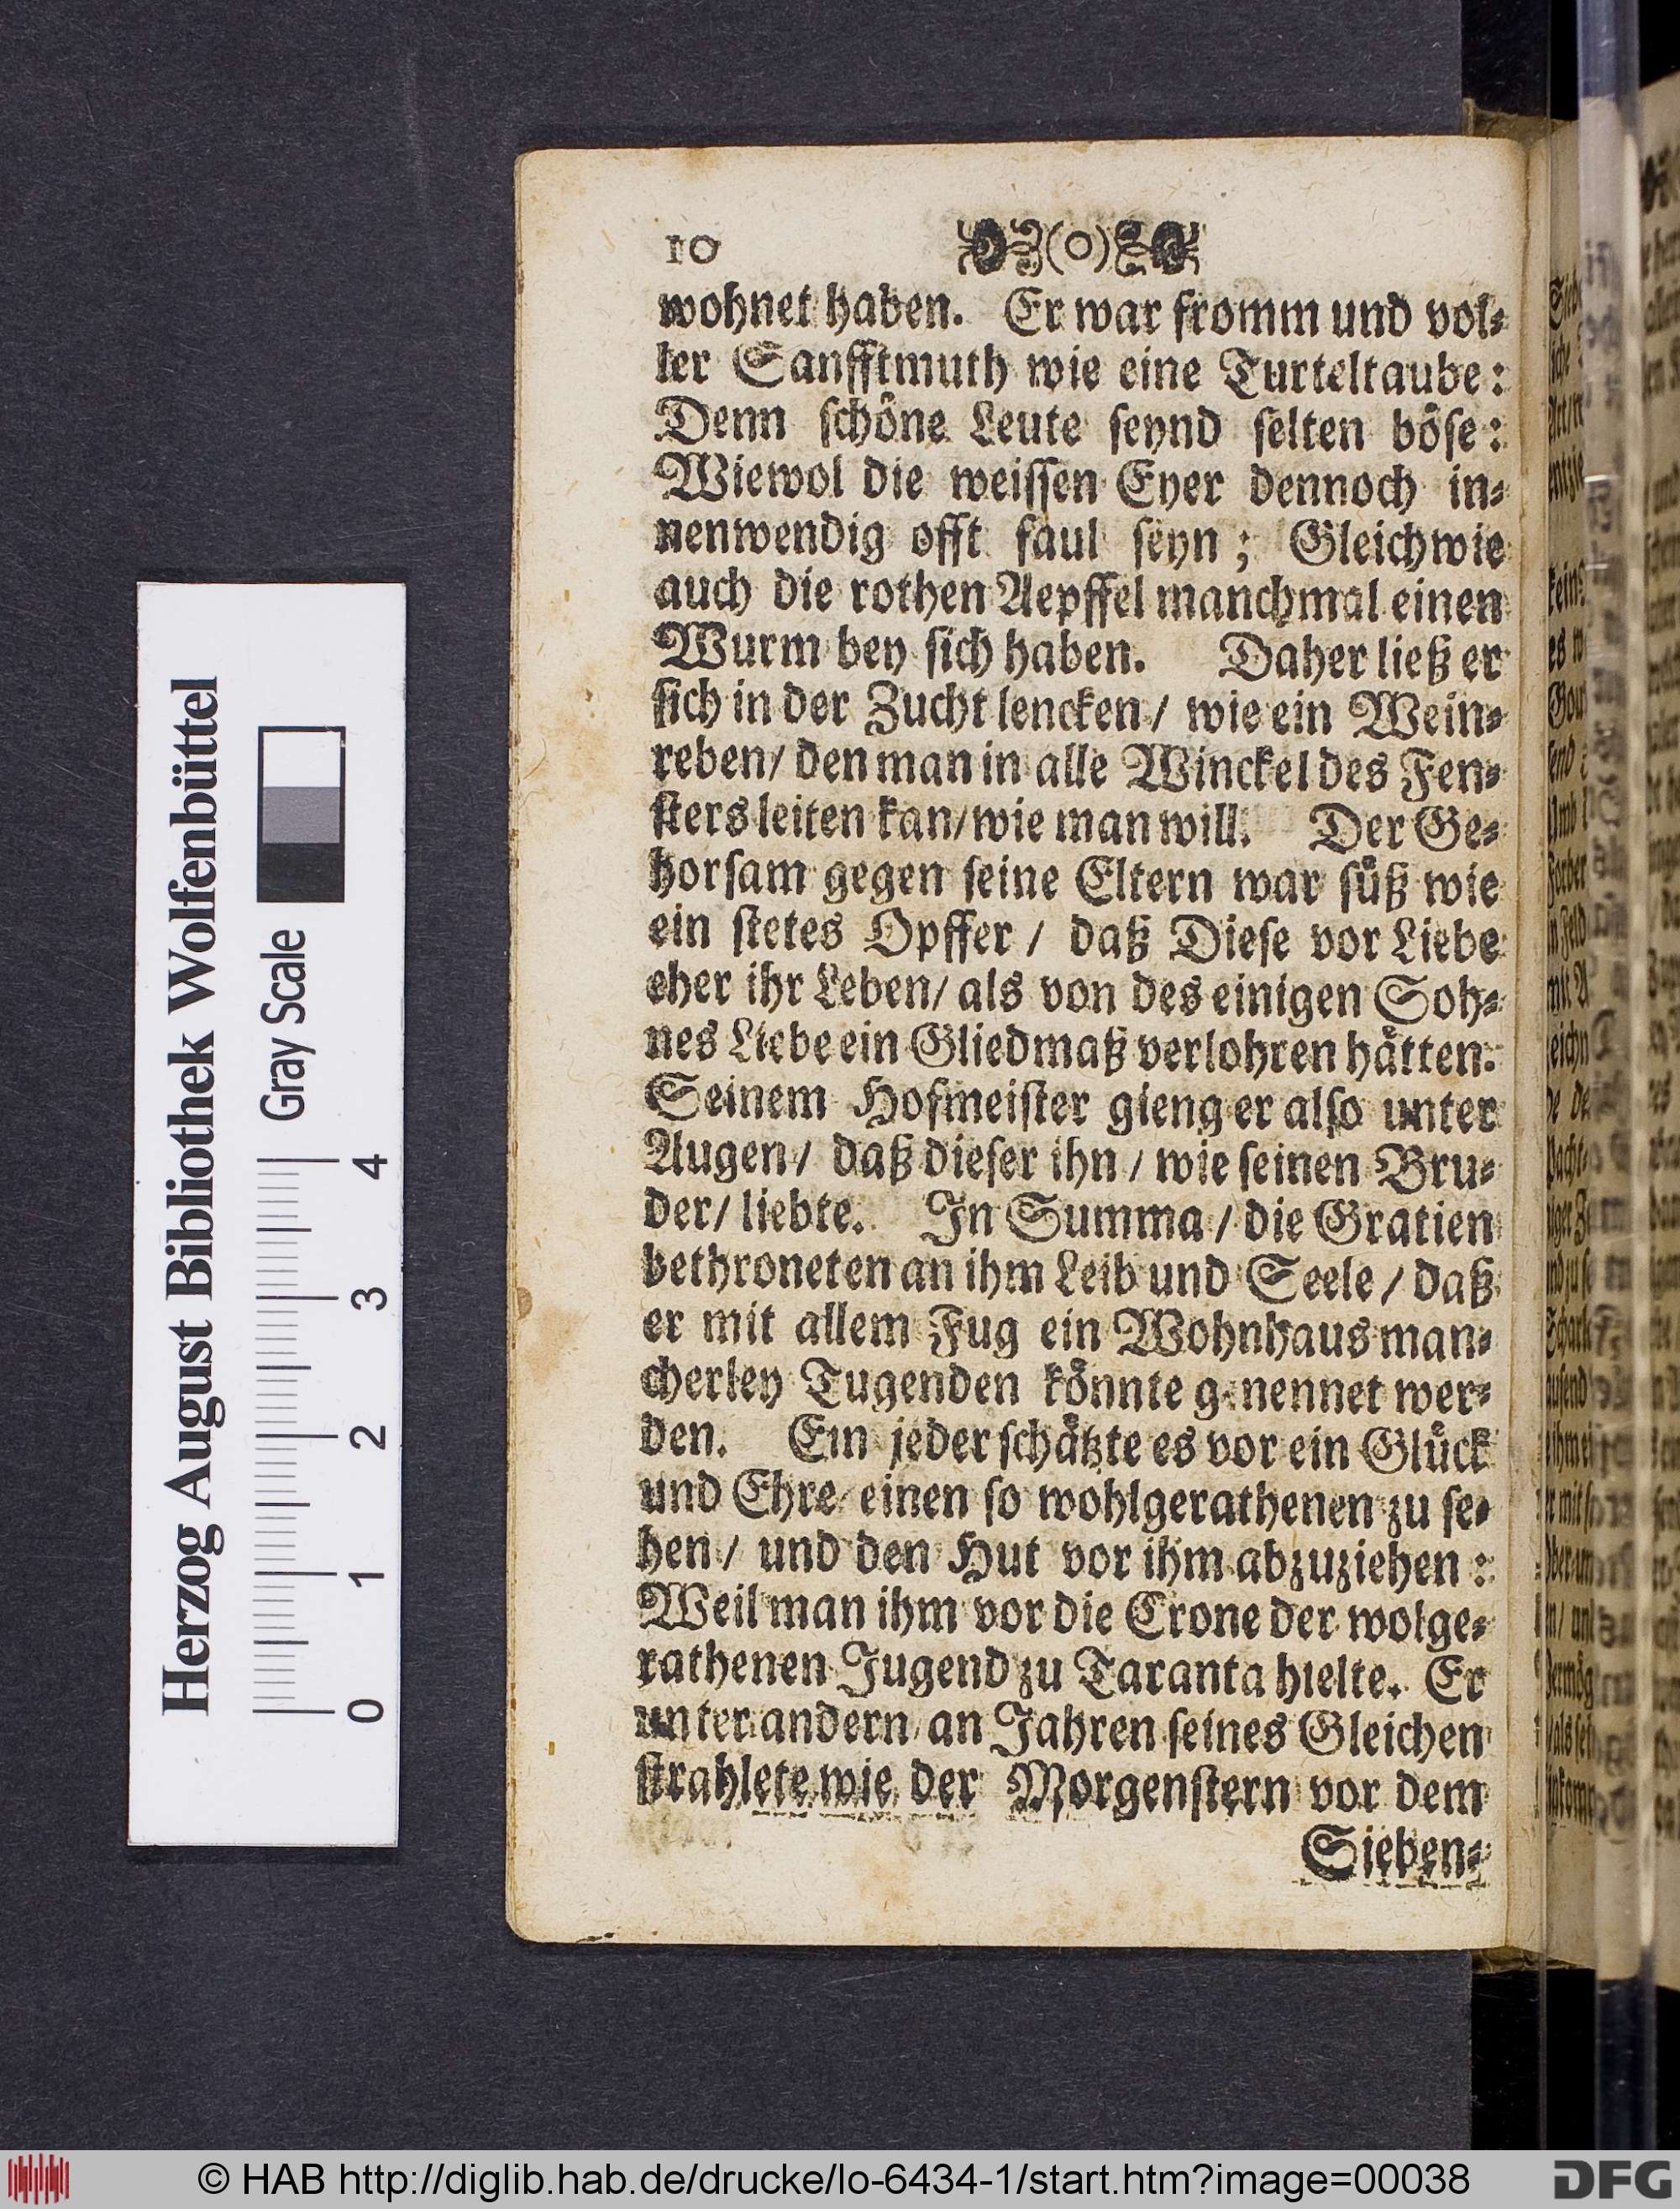 10 (O)
wohnet haben. Er war fromm und vol⸗
ler Sanfftmuth wie eine Turteltaube:
Denn ſchöne Leute ſeynd ſelten böſe:
Wiewol die weiſſen Eyer dennoch in⸗
nenwendig offt faul ſeyn; Gleichwie
auch die rothen Aepffel manchmal einen
Wurm bey ſich haben. Daher ließ er
ſich in der Zucht lencken / wie ein Wein⸗
reben/ den man in alle Winckel des Fen⸗
ſters leiten kan/wie man will. Der Ge⸗
horſam gegen ſeine Eltern war ſüß wie
ein ſtetes Opffer / daß Dieſe vor Liebe
eher ihr Leben/ als von des einigen Soh⸗
nes Liebe ein Gliedmaß verlohren hätten.
Seinem Hofmeiſter gieng er alſo unter
Augen / daß dieſer ihn / wie ſeinen Bru⸗
der/ liebte. In Summa / die Gratien
bethroneten an ihm Leib und Seele / daß
er mit allem Fug ein Wohnhaus man⸗
cherley Tugenden könnte genennet wer⸗
den. Ein jeder ſchätzte es vor ein Glück
und Ehre einen ſo wohlgerathenen zu ſe⸗
hen / und den Hut vor ihm abzuziehen:
Weil man ihm vor die Crone der wolge⸗
rathenen Jugend zu Taranta hielte. Er
unter andern an Jahren ſeines Gleichen
ſtrahlete wie der Morgenſtern vor dem
Sieben⸗
Herzog August Bibliothek Wolfenbüttel
Gray Scale
0 1 2 3 4
© HAB http://diglib.hab.de/drucke/lo-6434-1/start.htm?image=00038
DFG